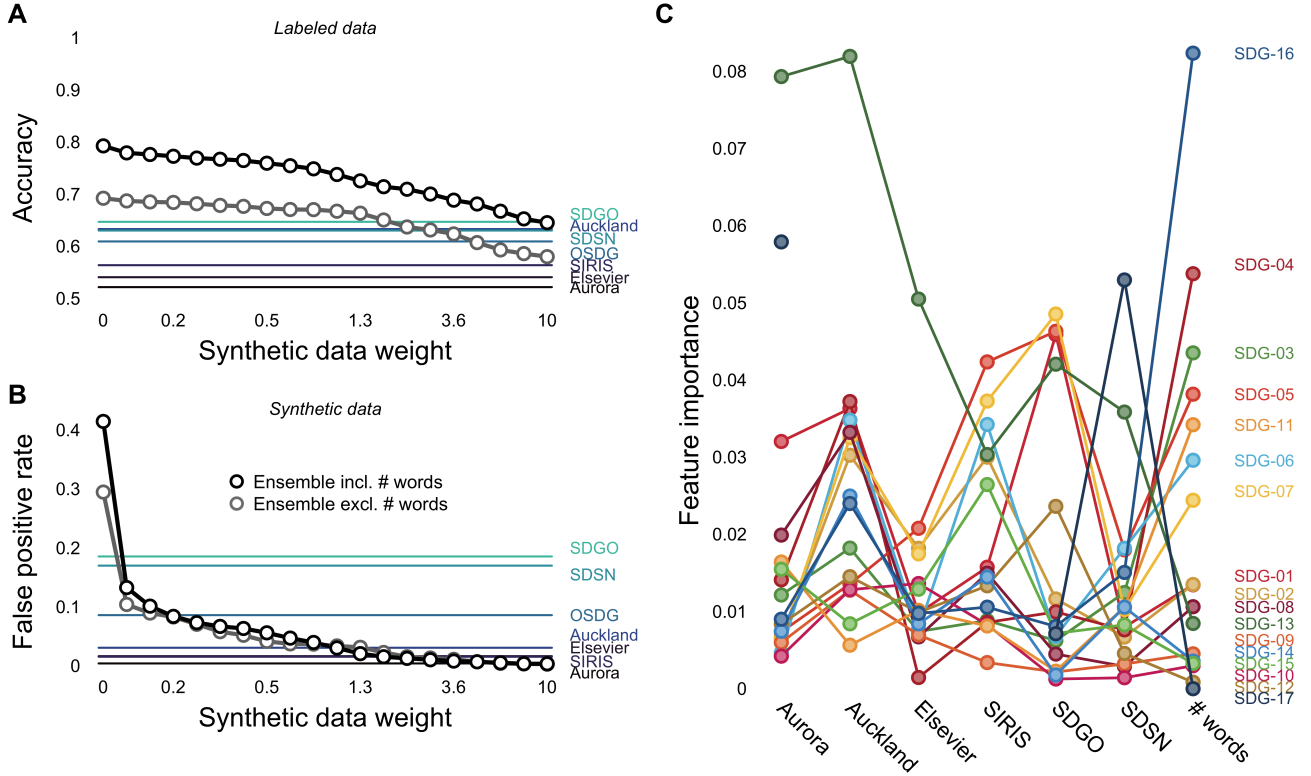 A
Labeled data
Accuracy
1
0.9
0.8
0.7
0.6
0.5
SDGO
Auckland
SDSN
OSDG
SIRIS
Elsevier
Aurora
0 0.2 0.5 1.3 3.6 10
Synthetic data weight
B
Synthetic data
False positive rate
0.4
0.3
0.2
0.1
0
Ensemble incl. # words
Ensemble excl. # words
SDGO
SDSN
OSDG
Auckland
Elsevier
SIRIS
Aurora
0 0.2 0.5 1.3 3.6 10
Synthetic data weight
C
Feature importance
0.08
0.07
0.06
0.05
0.04
0.03
0.02
0.01
0
SDG-16
SDG-04
SDG-03
SDG-05
SDG-11
SDG-06
SDG-07
SDG-01
SDG-02
SDG-08
SDG-13
SDG-09
SDG-14
SDG-15
SDG-10
SDG-12
SDG-17
Aurora
Auckland
Elsevier
SIRIS
SDGO
SDSN
# words